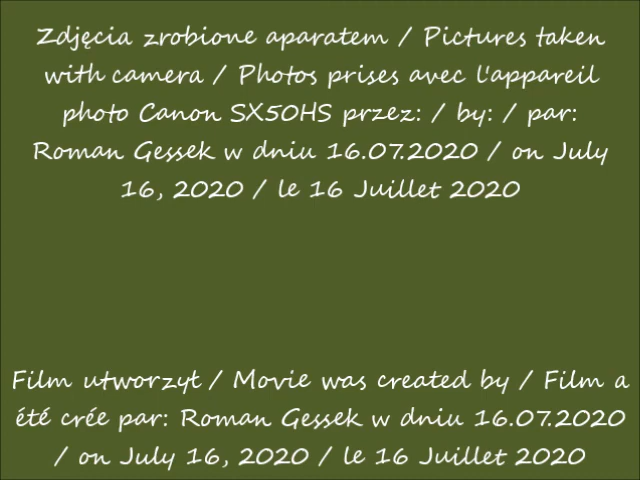 Zdjęcia zrobione aparatem / Pictures taken
with camera / Photos prises avec l'appareil
photo Canon SX50HS przez: / by: / par:
Roman Gessek w dniu 16.07.2020 / on July
16, 2020 / le 16 Juillet 2020
Film utworzył / Movie was created by / Film a
été crée par: Roman Gessek w dniu 16.07.2020
/ on July 16, 2020 / le 16 Juillet 2020